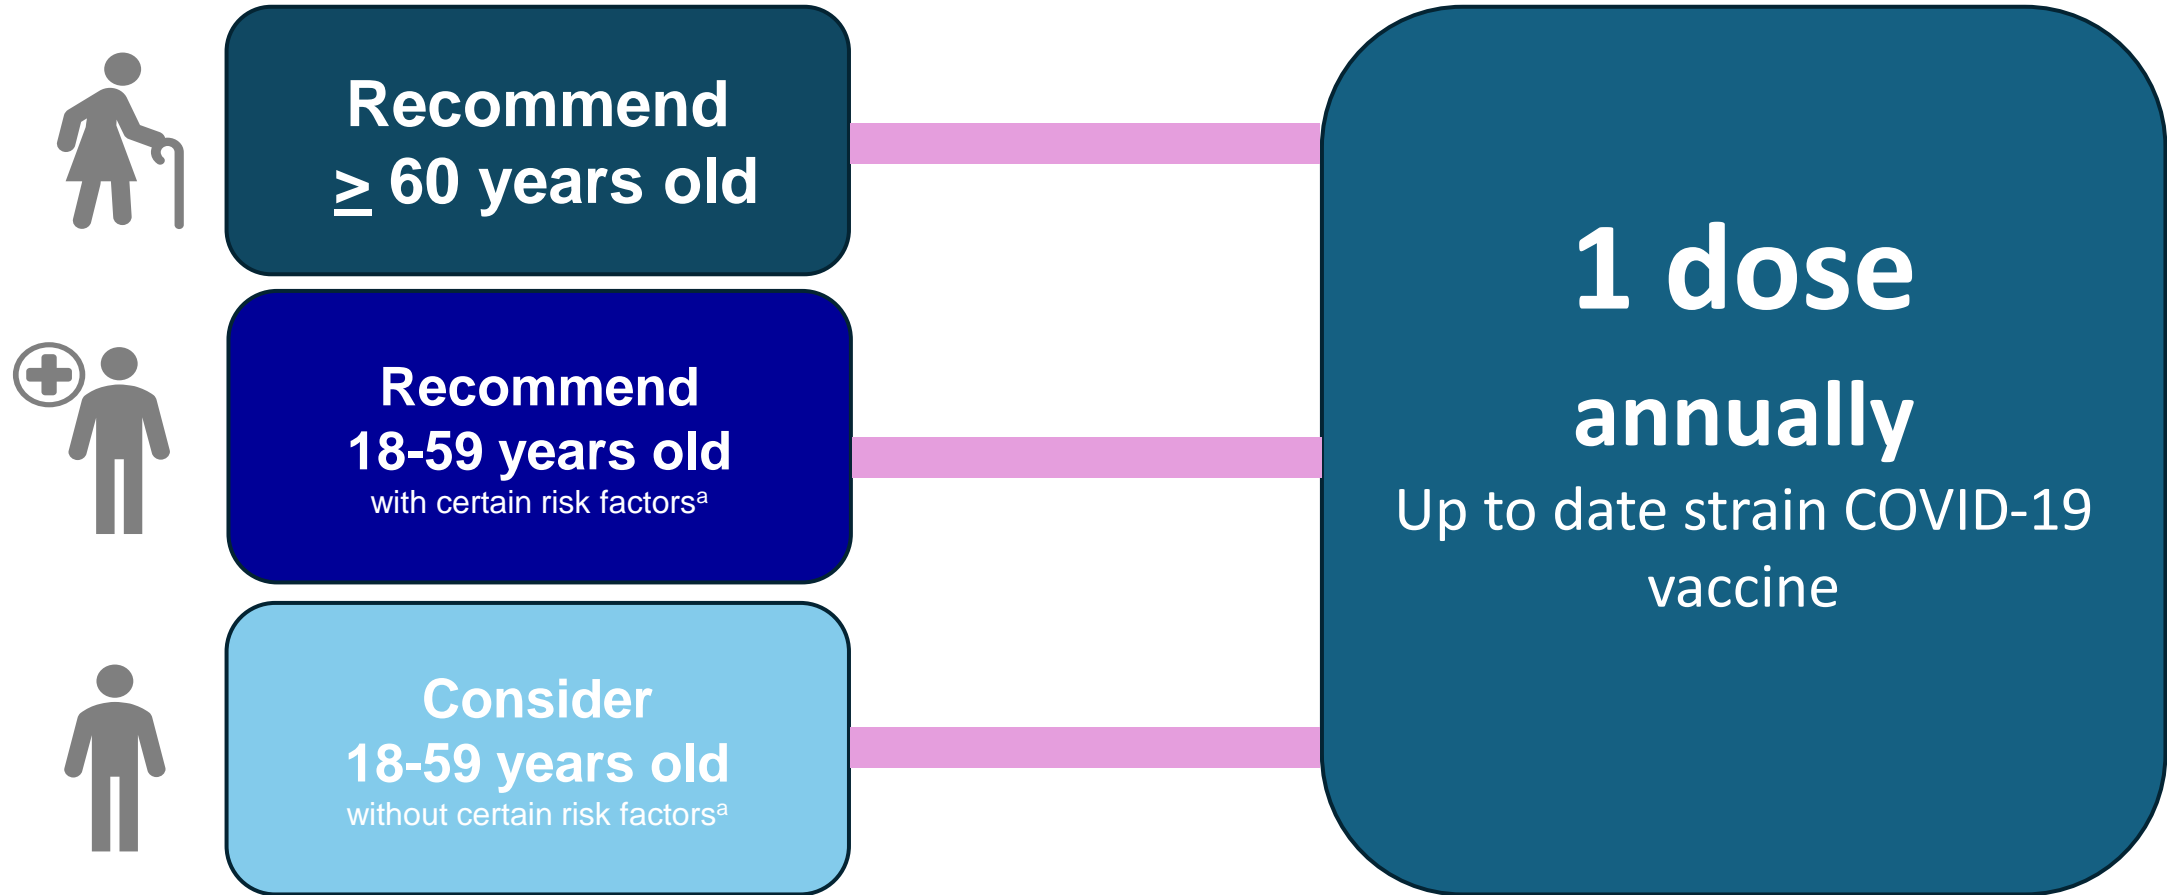 Recommend
≥ 60 years old
Recommend
18-59 years old
with certain risk factorsᵃ
Consider
18-59 years old
without certain risk factorsᵃ
1 dose
annually
Up to date strain COVID-19
vaccine